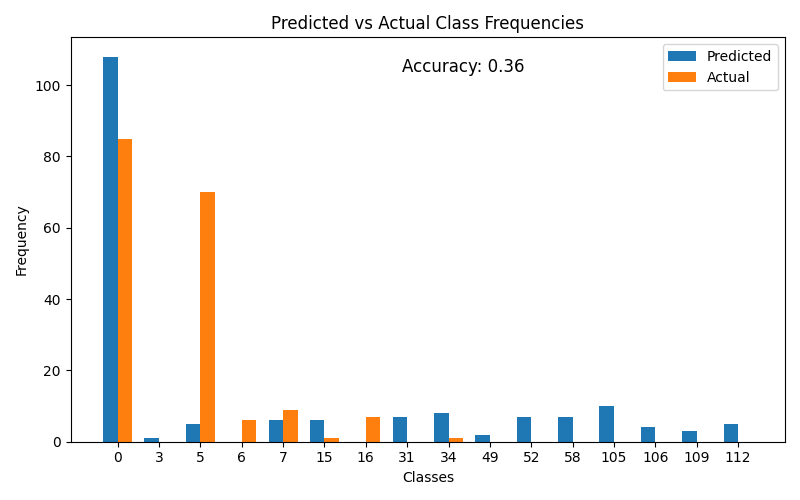 Predicted vs Actual Class Frequencies
Accuracy: 0.36
Predicted
Actual
Frequency
100
80
60
40
20
0
0 3 5 6 7 15 16 31 34 49 52 58 105 106 109 112
Classes